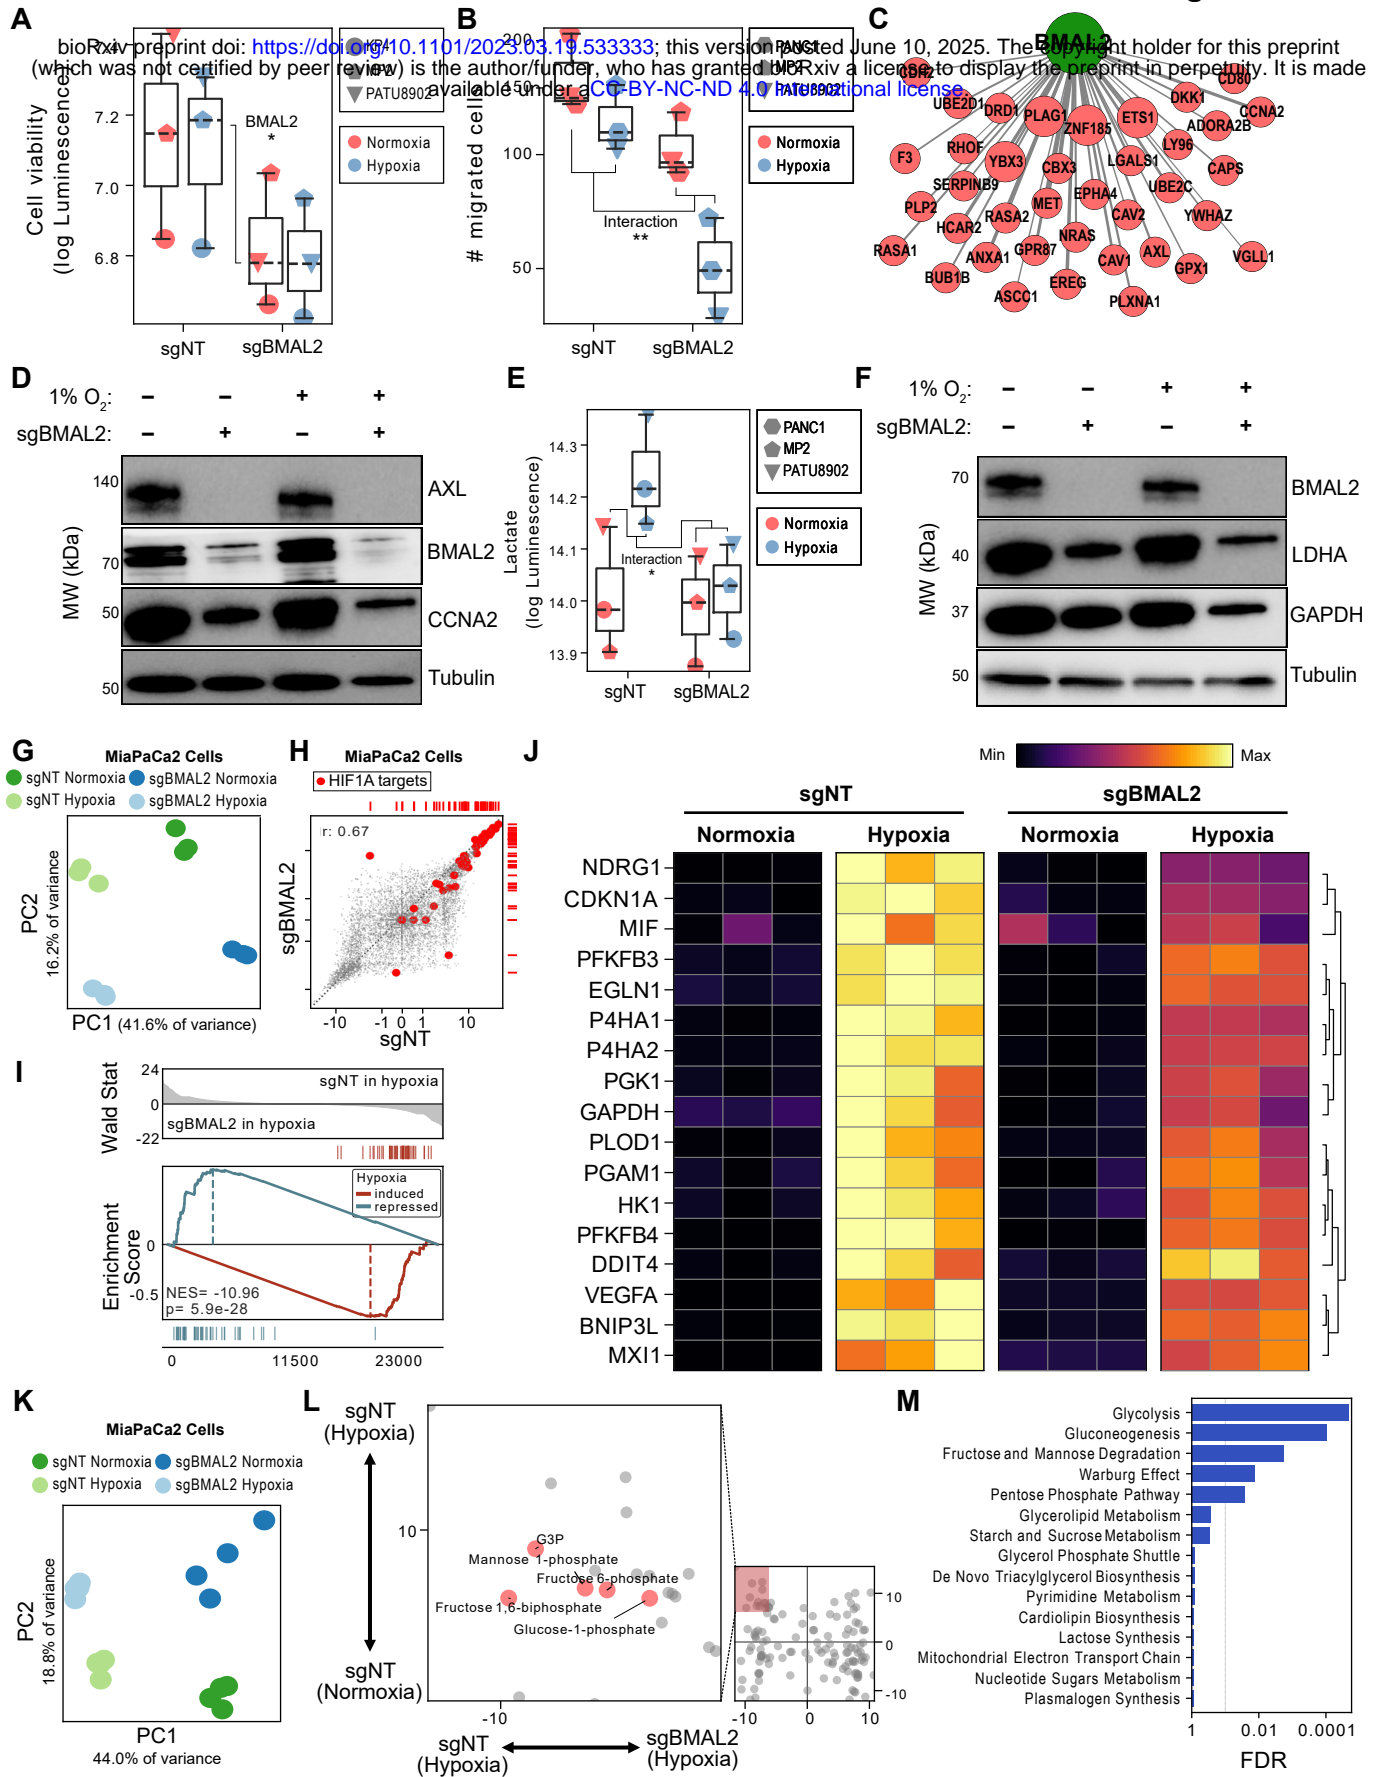 bioRxiv preprint doi: https://doi.org/10.1101/2023.03.19.533333; this version posted June 10, 2025. The copyright holder for this preprint
(which was not certified by peer review) is the author/funder, who has granted bioRxiv a license to display the preprint in perpetuity. It is made
available under aCC-BY-NC-ND 4.0 International license.
A
Cell viability
(log Luminescence)
7.4
7.2
7.0
6.8
BMAL2
*
sgNT
sgBMAL2
KP4
MP2
PATU8902
Normoxia
Hypoxia
B
# migrated cells
200
150
100
50
Interaction
**
sgNT
sgBMAL2
PANC1
MP2
PATU8902
Normoxia
Hypoxia
C
BMAL2
CDH2
CD80
UBE2D1
DRD1
PLAG1
ZNF185
ETS1
DKK1
ADORA2B
CCNA2
F3
RHOF
YBX3
CBX3
LGALS1
LY96
CAPS
SERPINB9
EPHA4
UBE2C
PLP2
HCAR2
RASA2
MET
CAV2
YWHAZ
RASA1
ANXA1
GPR87
NRAS
CAV1
AXL
GPX1
VGLL1
BUB1B
ASCC1
EREG
PLXNA1
D
1% O2: – – + +
sgBMAL2: – + – +
MW (kDa)
140
AXL
70
BMAL2
50
CCNA2
50
Tubulin
E
Lactate
(log Luminescence)
14.3
14.2
14.1
14.0
13.9
Interaction
*
sgNT
sgBMAL2
PANC1
MP2
PATU8902
Normoxia
Hypoxia
F
1% O2: – – + +
sgBMAL2: – + – +
MW (kDa)
70
BMAL2
40
LDHA
37
GAPDH
50
Tubulin
G
MiaPaCa2 Cells
sgNT Normoxia
sgBMAL2 Normoxia
sgNT Hypoxia
sgBMAL2 Hypoxia
PC2
16.2% of variance
PC1 (41.6% of variance)
H
MiaPaCa2 Cells
HIF1A targets
r: 0.67
sgBMAL2
-10 -1 0 1 10
sgNT
I
Wald Stat
24
0
-22
sgNT in hypoxia
sgBMAL2 in hypoxia
Enrichment
Score
0
-0.5
Hypoxia
induced
repressed
NES= -10.96
p= 5.9e-28
0 11500 23000
J
Min
Max
sgNT
sgBMAL2
Normoxia
Hypoxia
Normoxia
Hypoxia
NDRG1
CDKN1A
MIF
PFKFB3
EGLN1
P4HA1
P4HA2
PGK1
GAPDH
PLOD1
PGAM1
HK1
PFKFB4
DDIT4
VEGFA
BNIP3L
MXI1
K
MiaPaCa2 Cells
sgNT Normoxia
sgBMAL2 Normoxia
sgNT Hypoxia
sgBMAL2 Hypoxia
PC2
18.8% of variance
PC1
44.0% of variance
L
sgNT
(Hypoxia)
sgNT
(Normoxia)
10
G3P
Mannose 1-phosphate
Fructose 6-phosphate
Fructose 1,6-biphosphate
Glucose-1-phosphate
-10
sgNT
(Hypoxia)
sgBMAL2
(Hypoxia)
10
0
-10
-10 0 10
M
Glycolysis
Gluconeogenesis
Fructose and Mannose Degradation
Warburg Effect
Pentose Phosphate Pathway
Glycerolipid Metabolism
Starch and Sucrose Metabolism
Glycerol Phosphate Shuttle
De Novo Triacylglycerol Biosynthesis
Pyrimidine Metabolism
Cardiolipin Biosynthesis
Lactose Synthesis
Mitochondrial Electron Transport Chain
Nucleotide Sugars Metabolism
Plasmalogen Synthesis
1 0.01 0.0001
FDR